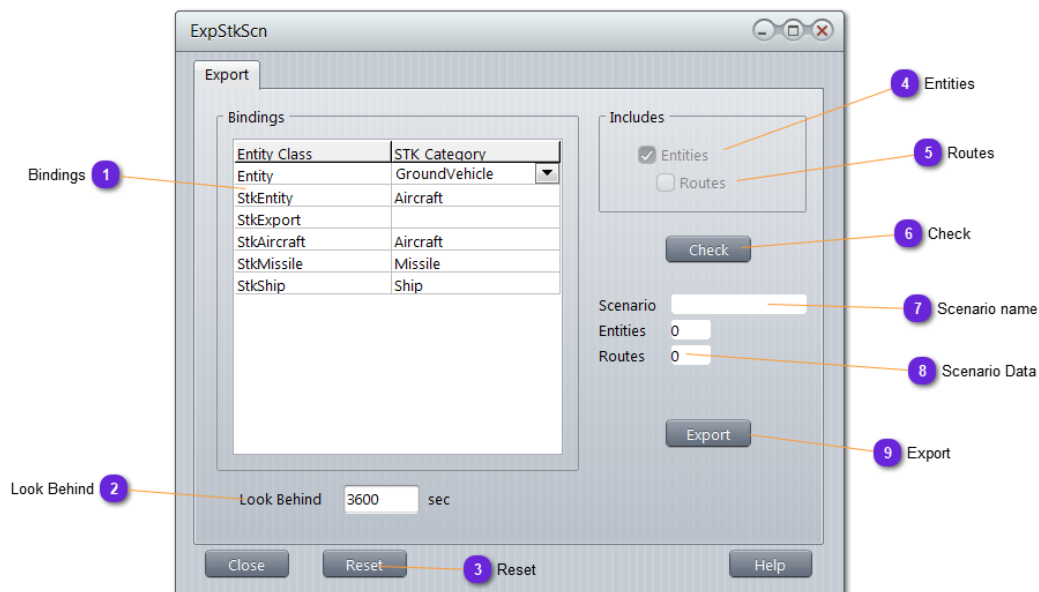 ExpStkScn
Export
Bindings
Entity Class STK Category
Entity GroundVehicle
StkEntity Aircraft
StkExport
StkAircraft Aircraft
StkMissile Missile
StkShip Ship
Look Behind 3600 sec
Includes
Entities
Routes
Check
Scenario
Entities 0
Routes 0
Export
Close
Reset
Help
Bindings 1
Look Behind 2
3 Reset
4 Entities
5 Routes
6 Check
7 Scenario name
8 Scenario Data
9 Export